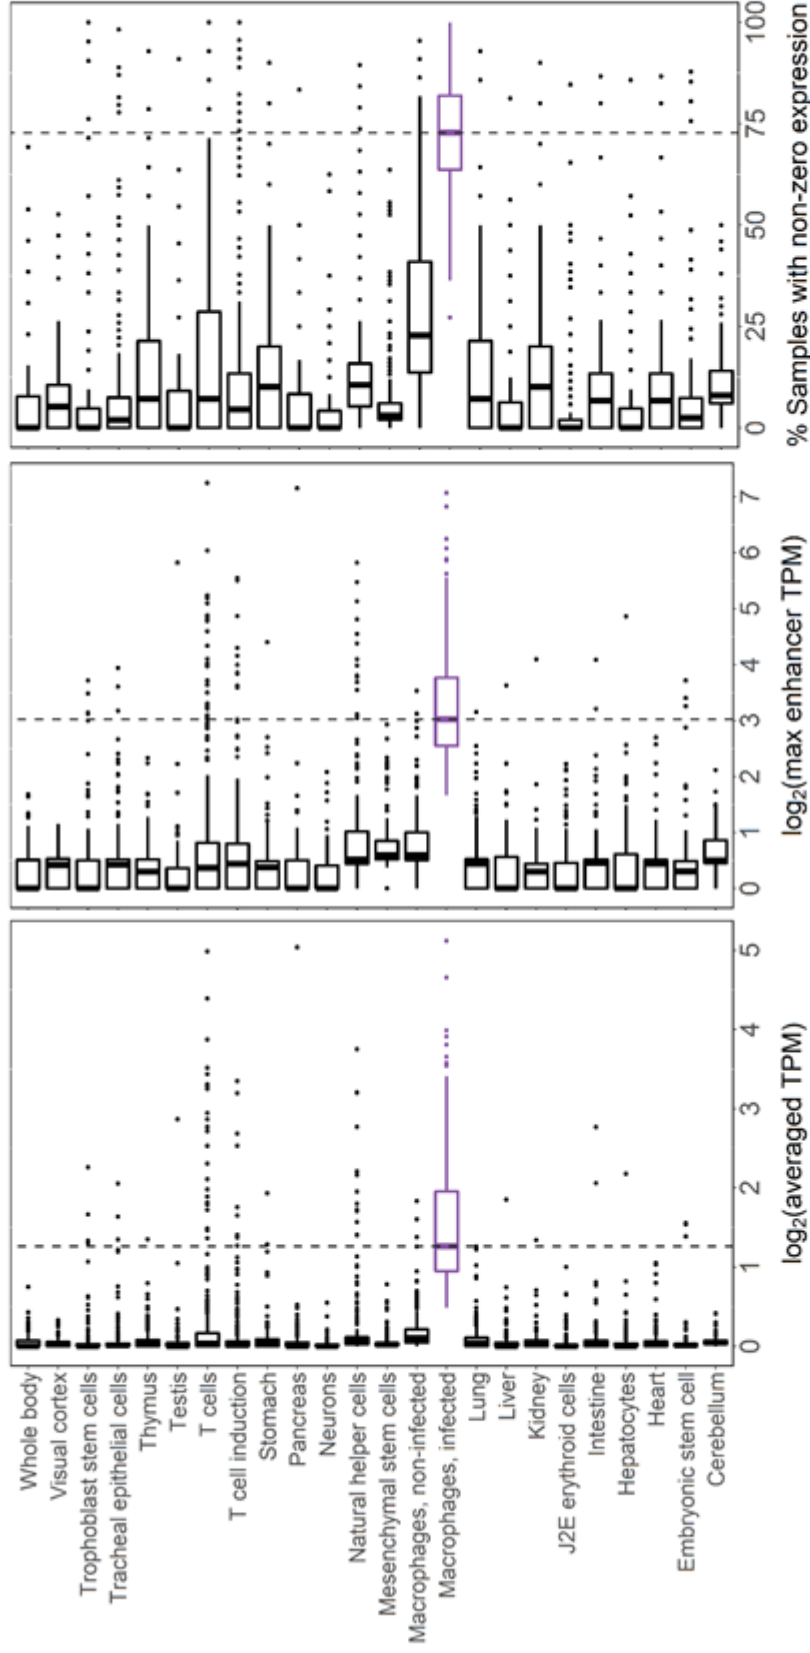 Whole body
Visual cortex
Trophoblast stem cells
Tracheal epithelial cells
Thymus
Testis
T cells
T cell induction
Stomach
Pancreas
Neurons
Natural helper cells
Mesenchymal stem cells
Macrophages, non-infected
Macrophages, infected
Lung
Liver
Kidney
J2E erythroid cells
Intestine
Hepatocytes
Heart
Embryonic stem cell
Cerebellum
0 1 2 3 4 5
log₂(averaged TPM)
0 1 2 3 4 5 6 7
log₂(max enhancer TPM)
0 25 50 75 100
% Samples with non-zero expression